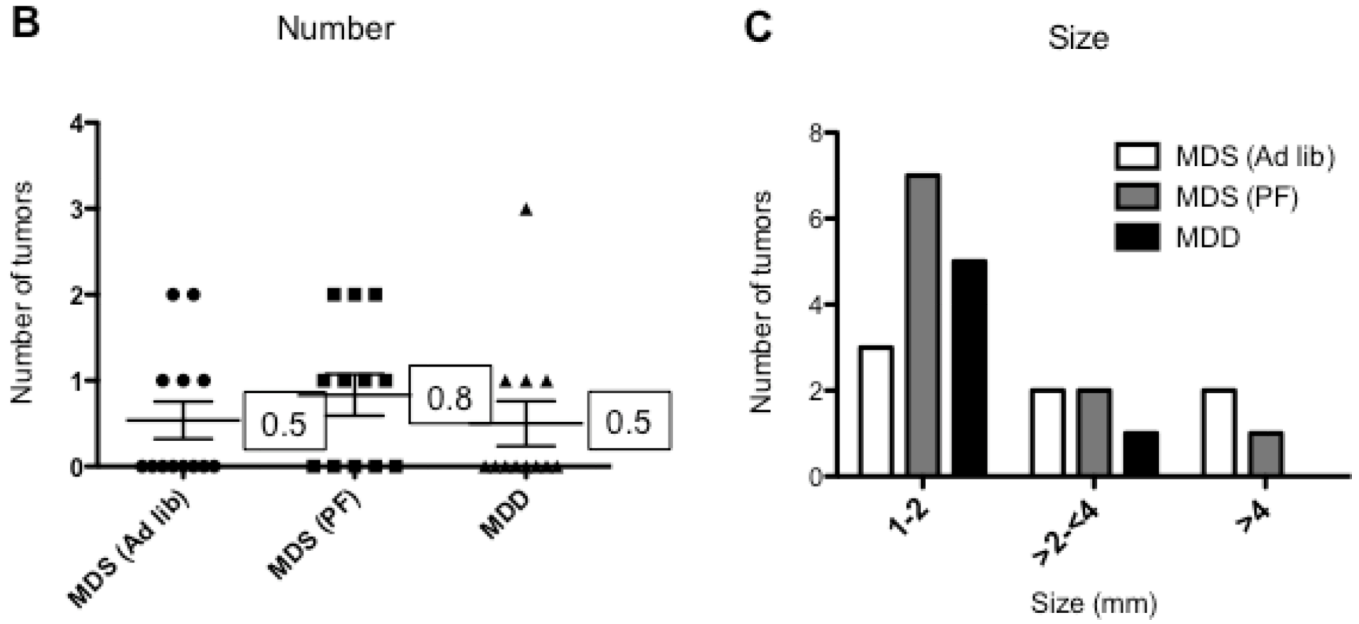 B
Number
Number of tumors
4
3
2
1
0
0.5
0.8
0.5
MDS (Ad lib)
MDS (PF)
MDD
C
Size
Number of tumors
8
6
4
2
0
MDS (Ad lib)
MDS (PF)
MDD
1-2
>2-<4
>4
Size (mm)